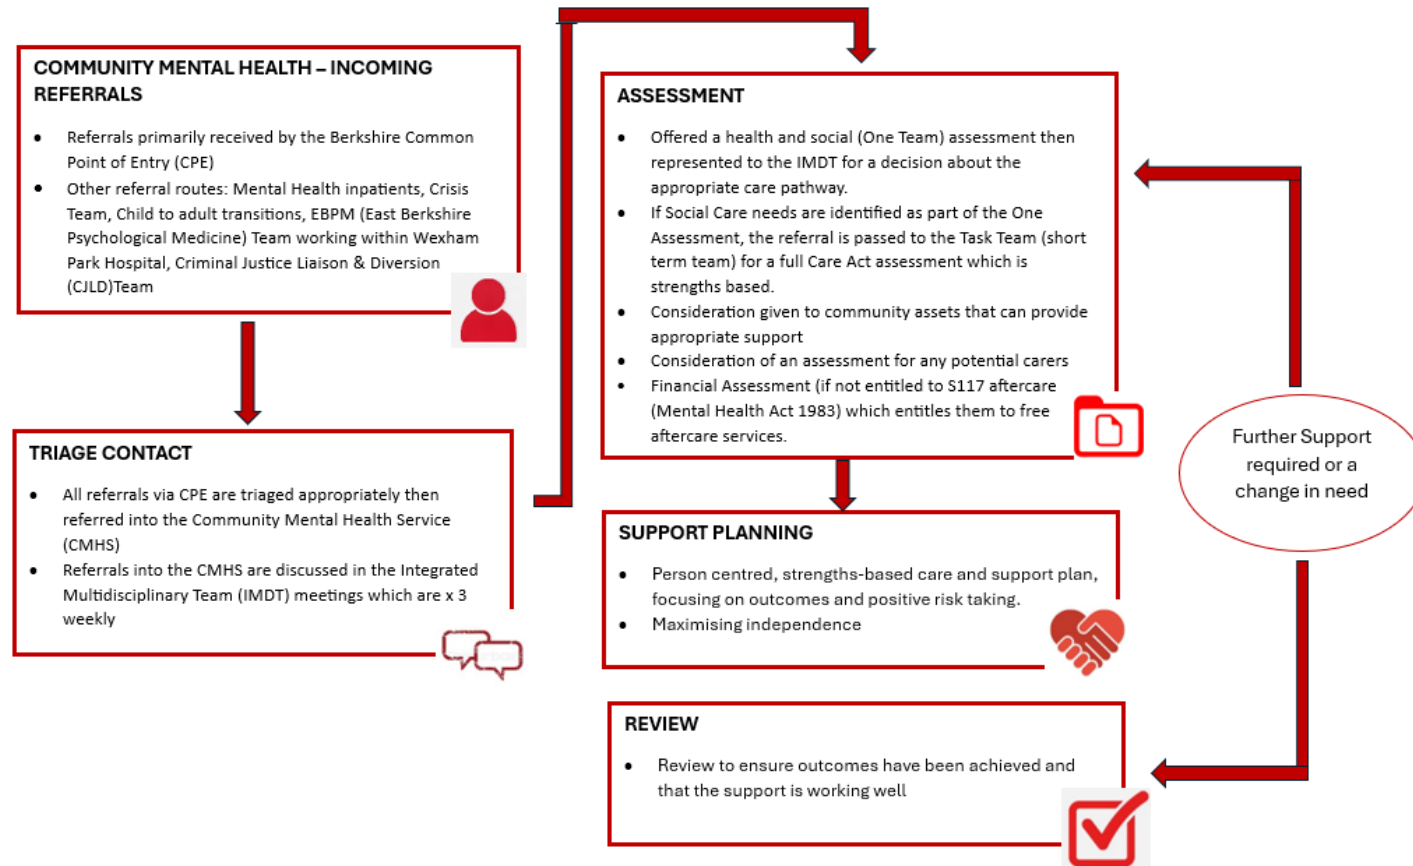 COMMUNITY MENTAL HEALTH – INCOMING
REFERRALS
• Referrals primarily received by the Berkshire Common
Point of Entry (CPE)
• Other referral routes: Mental Health inpatients, Crisis
Team, Child to adult transitions, EBPM (East Berkshire
Psychological Medicine) Team working within Wexham
Park Hospital, Criminal Justice Liaison & Diversion
(CJLD)Team
TRIAGE CONTACT
• All referrals via CPE are triaged appropriately then
referred into the Community Mental Health Service
(CMHS)
• Referrals into the CMHS are discussed in the Integrated
Multidisciplinary Team (IMDT) meetings which are x 3
weekly
ASSESSMENT
• Offered a health and social (One Team) assessment then
represented to the IMDT for a decision about the
appropriate care pathway.
• If Social Care needs are identified as part of the One
Assessment, the referral is passed to the Task Team (short
term team) for a full Care Act assessment which is
strengths based.
• Consideration given to community assets that can provide
appropriate support
• Consideration of an assessment for any potential carers
• Financial Assessment (if not entitled to S117 aftercare
(Mental Health Act 1983) which entitles them to free
aftercare services.
SUPPORT PLANNING
• Person centred, strengths-based care and support plan,
focusing on outcomes and positive risk taking.
• Maximising independence
REVIEW
• Review to ensure outcomes have been achieved and
that the support is working well
Further Support
required or a
change in need